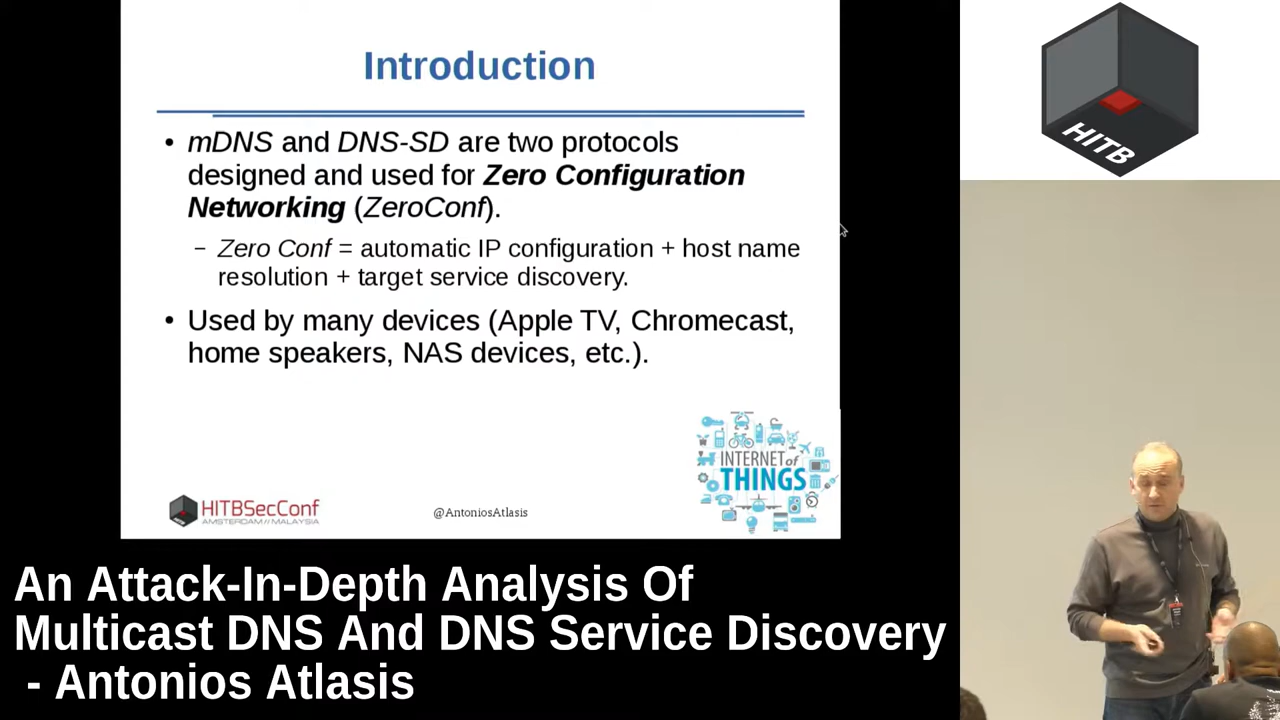 Introduction
• mDNS and DNS-SD are two protocols
designed and used for Zero Configuration
Networking (ZeroConf).
– Zero Conf = automatic IP configuration + host name
resolution + target service discovery.
• Used by many devices (Apple TV, Chromecast,
home speakers, NAS devices, etc.).
INTERNET of
THINGS
HITBSecConf
AMSTERDAM // MALAYSIA
@AntoniosAtlasis
HITB
An Attack-In-Depth Analysis Of
Multicast DNS And DNS Service Discovery
- Antonios Atlasis